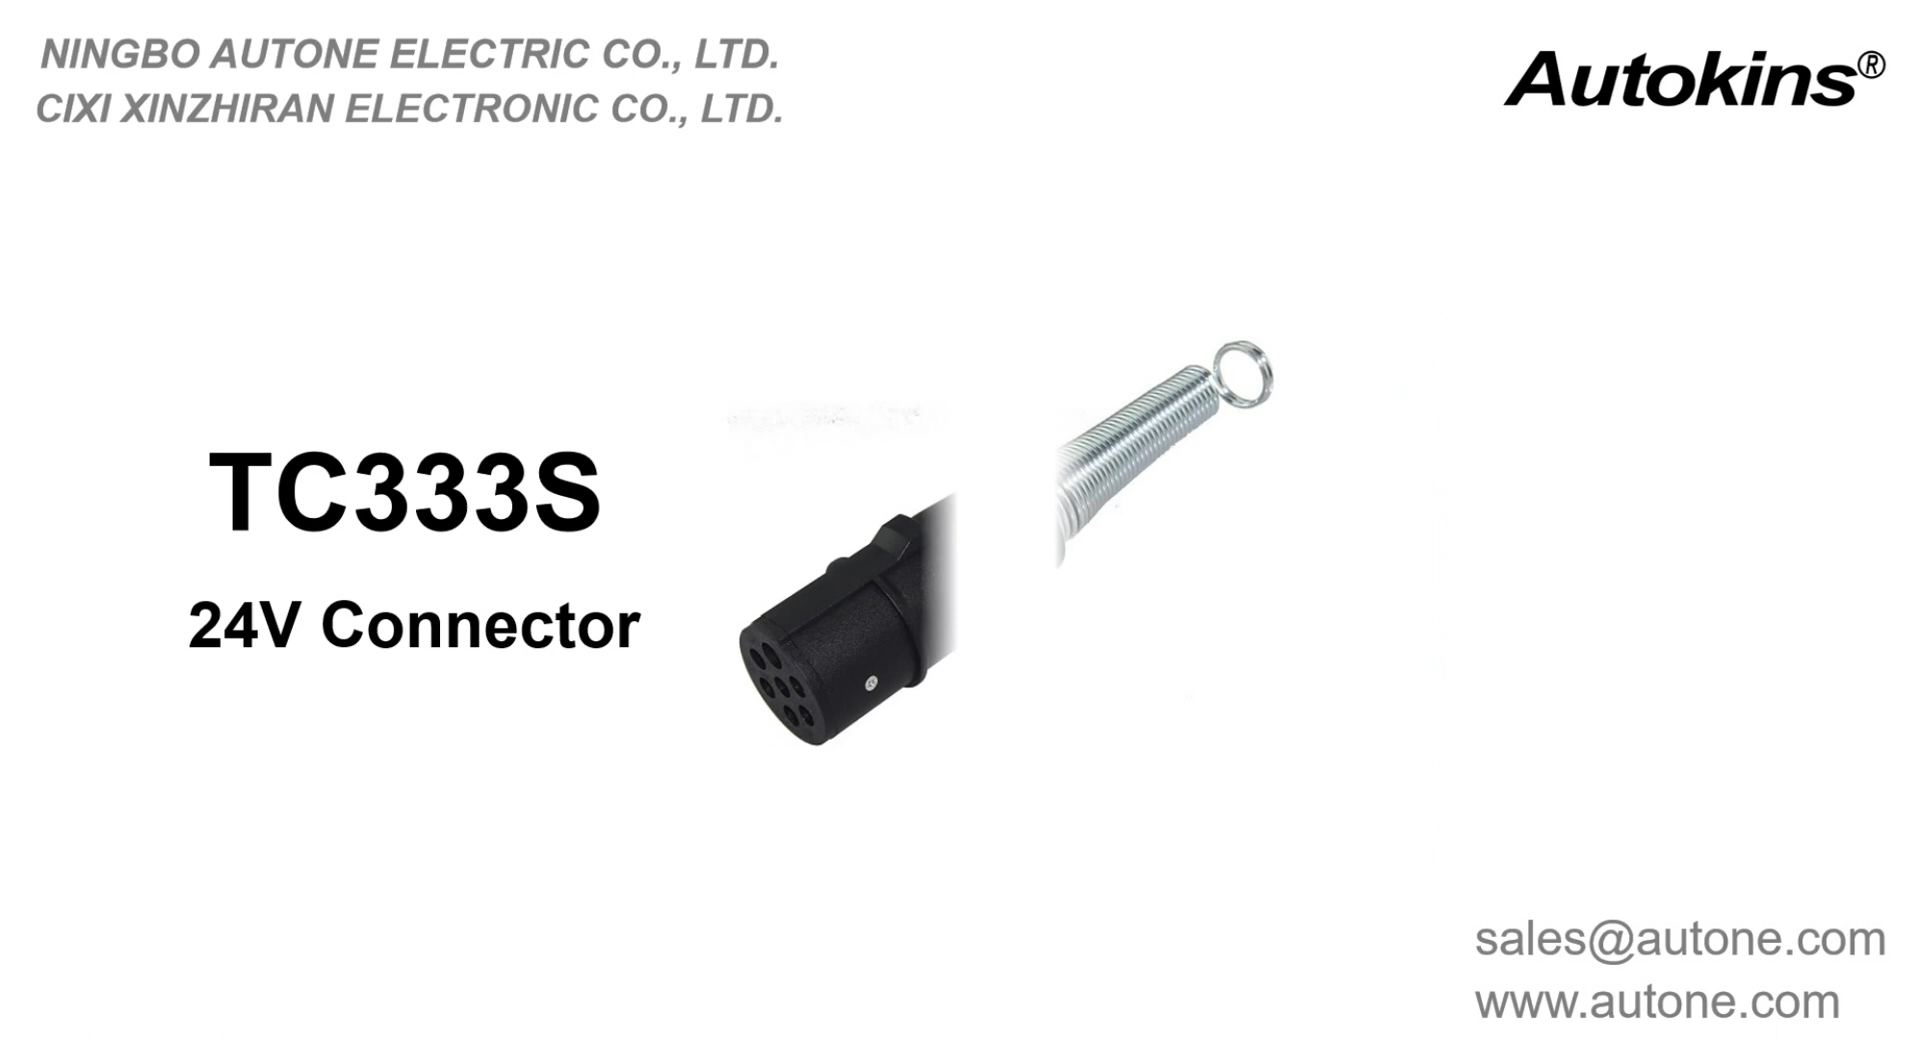 NINGBO AUTONE ELECTRIC CO., LTD.
CIXI XINZHIRAN ELECTRONIC CO., LTD.
Autokins®
TC333S
24V Connector
sales@autone.com
www.autone.com